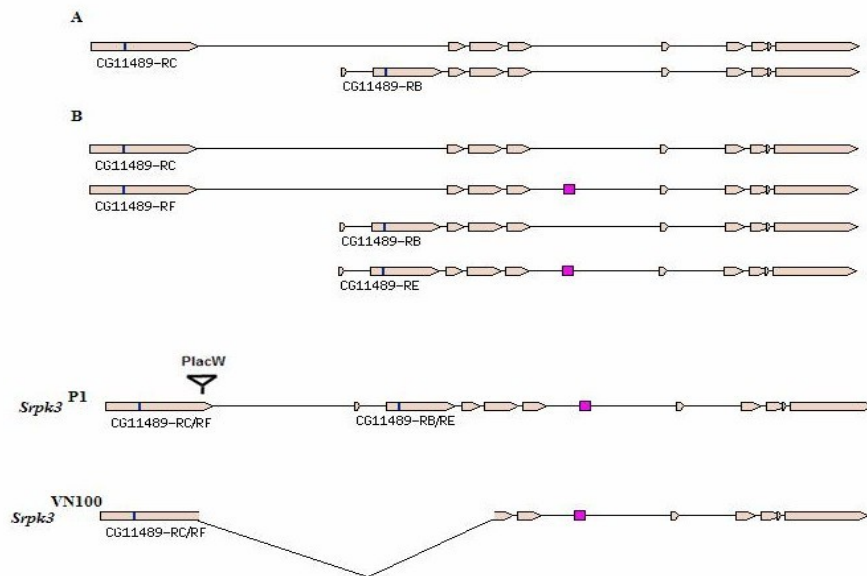 A
CG11489-RC
CG11489-RB
B
CG11489-RC
CG11489-RF
CG11489-RB
CG11489-RE
PlacW
Srpk3 P1
CG11489-RC/RF
CG11489-RB/RE
Srpk3 VN100
CG11489-RC/RF